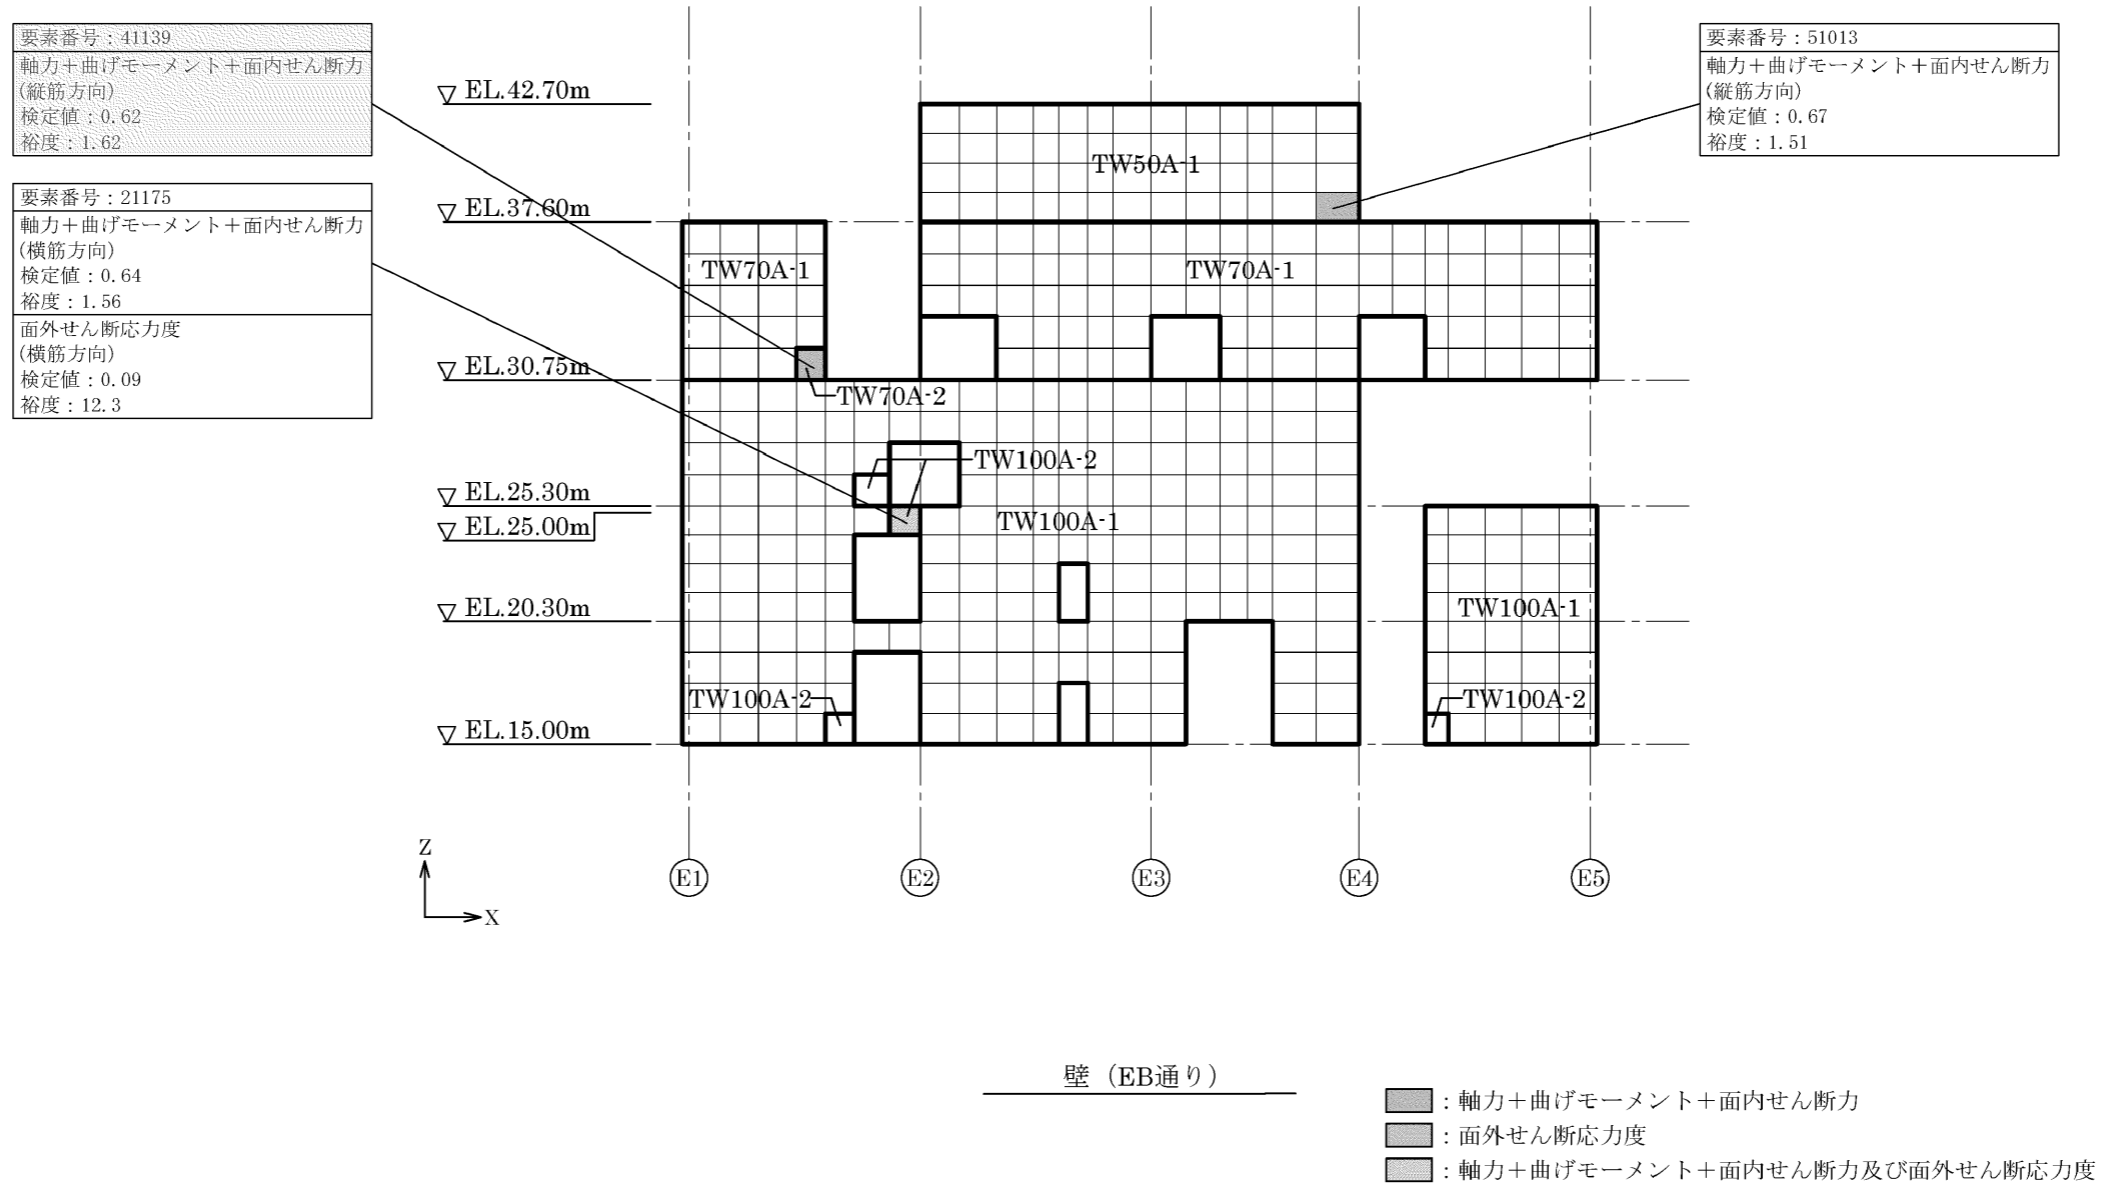 要素番号：41139
軸力＋曲げモーメント＋面内せん断力
(縦筋方向)
検定値：0.62
裕度：1.62
要素番号：21175
軸力＋曲げモーメント＋面内せん断力
(横筋方向)
検定値：0.64
裕度：1.56
面外せん断応力度
(横筋方向)
検定値：0.09
裕度：12.3
要素番号：51013
軸力＋曲げモーメント＋面内せん断力
(縦筋方向)
検定値：0.67
裕度：1.51
▽ EL.42.70m
▽ EL.37.60m
▽ EL.30.75m
▽ EL.25.30m
▽ EL.25.00m
▽ EL.20.30m
▽ EL.15.00m
TW50A-1
TW70A-1
TW70A-1
TW70A-2
TW100A-2
TW100A-1
TW100A-1
TW100A-2
TW100A-2
E1
E2
E3
E4
E5
Z
X
壁（EB通り）
：軸力＋曲げモーメント＋面内せん断力
：面外せん断応力度
：軸力＋曲げモーメント＋面内せん断力及び面外せん断応力度